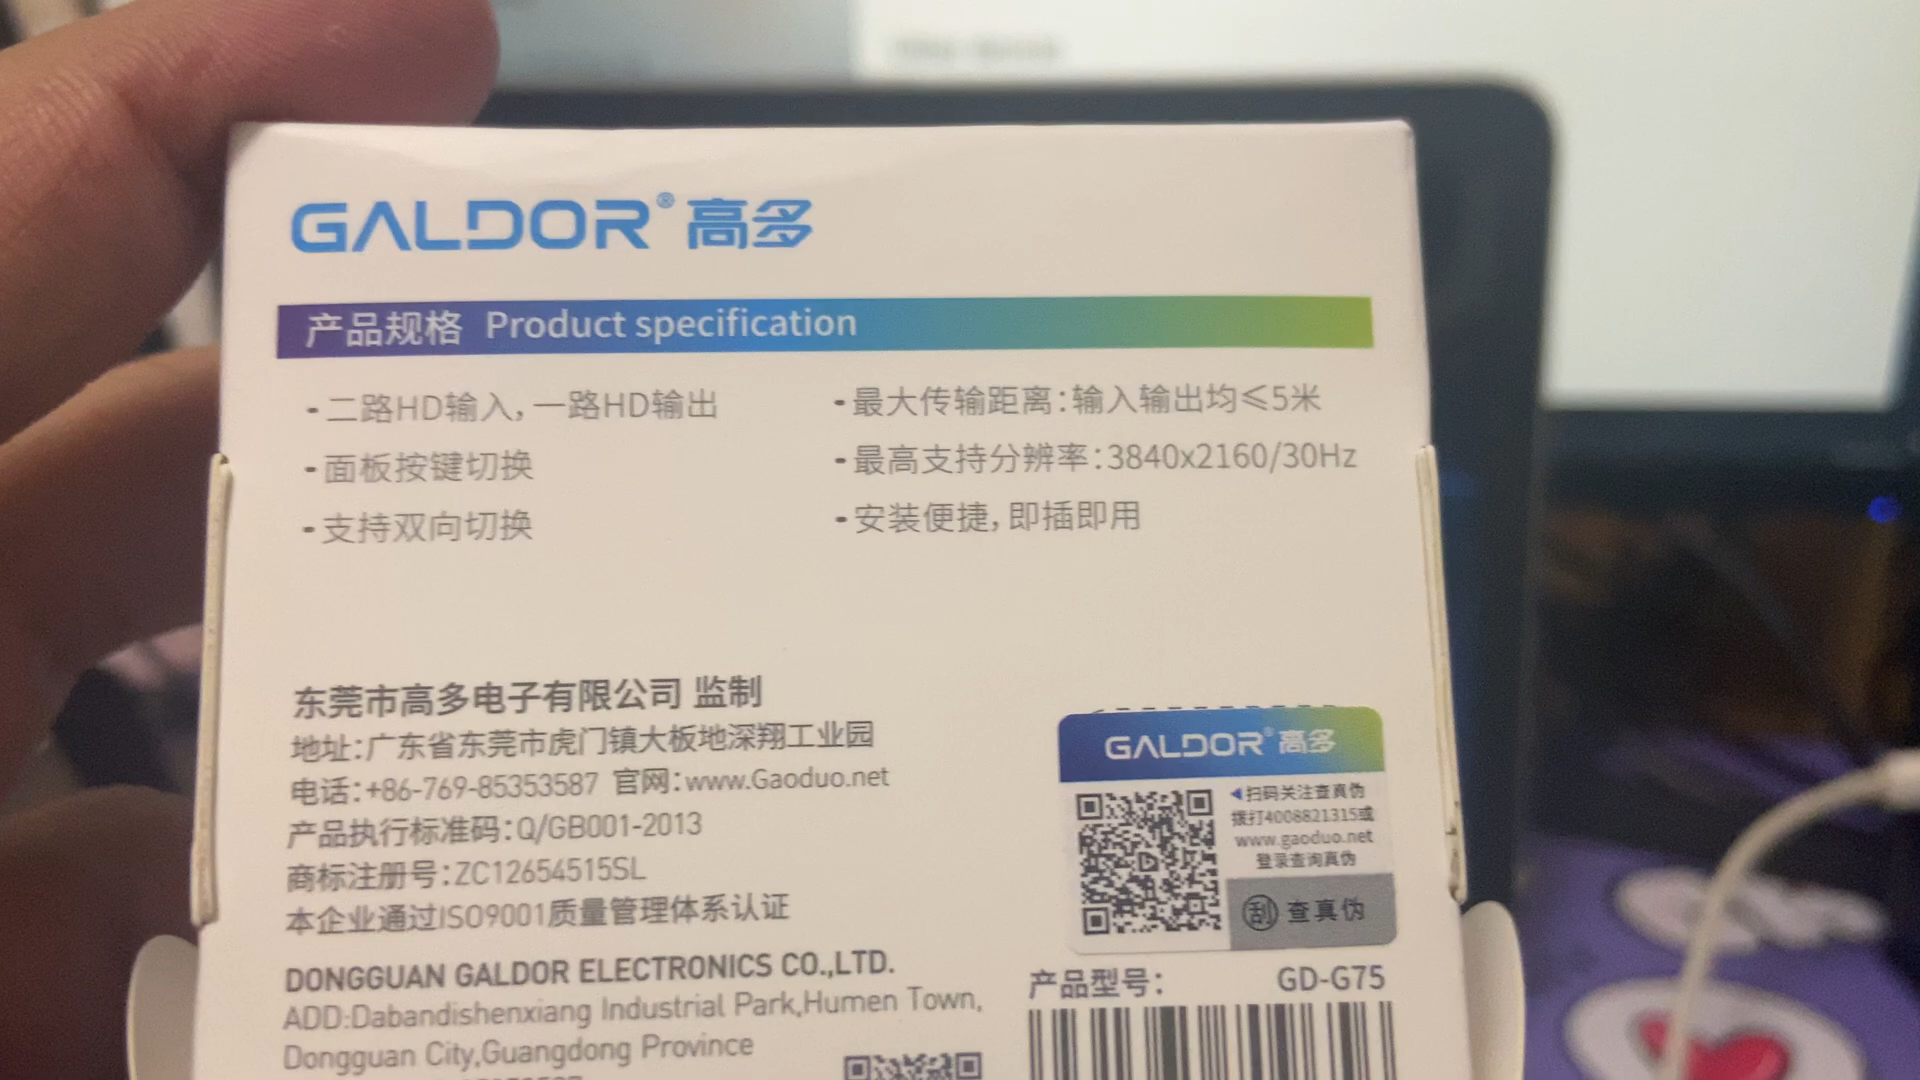 GALDOR® 高多
产品规格 Product specification
-二路HD输入,一路HD输出
-面板按键切换
-支持双向切换
-最大传输距离:输入输出均≤5米
-最高支持分辨率:3840x2160/30Hz
-安装便捷,即插即用
东莞市高多电子有限公司 监制
地址:广东省东莞市虎门镇大板地深翔工业园
电话:+86-769-85353587 官网:www.Gaoduo.net
产品执行标准码:Q/GB001-2013
商标注册号:ZC12654515SL
本企业通过ISO9001质量管理体系认证
DONGGUAN GALDOR ELECTRONICS CO.,LTD.
ADD:Dabandishenxiang Industrial Park,Humen Town,
Dongguan City,Guangdong Province
GALDOR® 高多
◀扫码关注查真伪
拨打4008821315或
www.gaoduo.net
登录查询真伪
刮 查真伪
产品型号: GD-G75